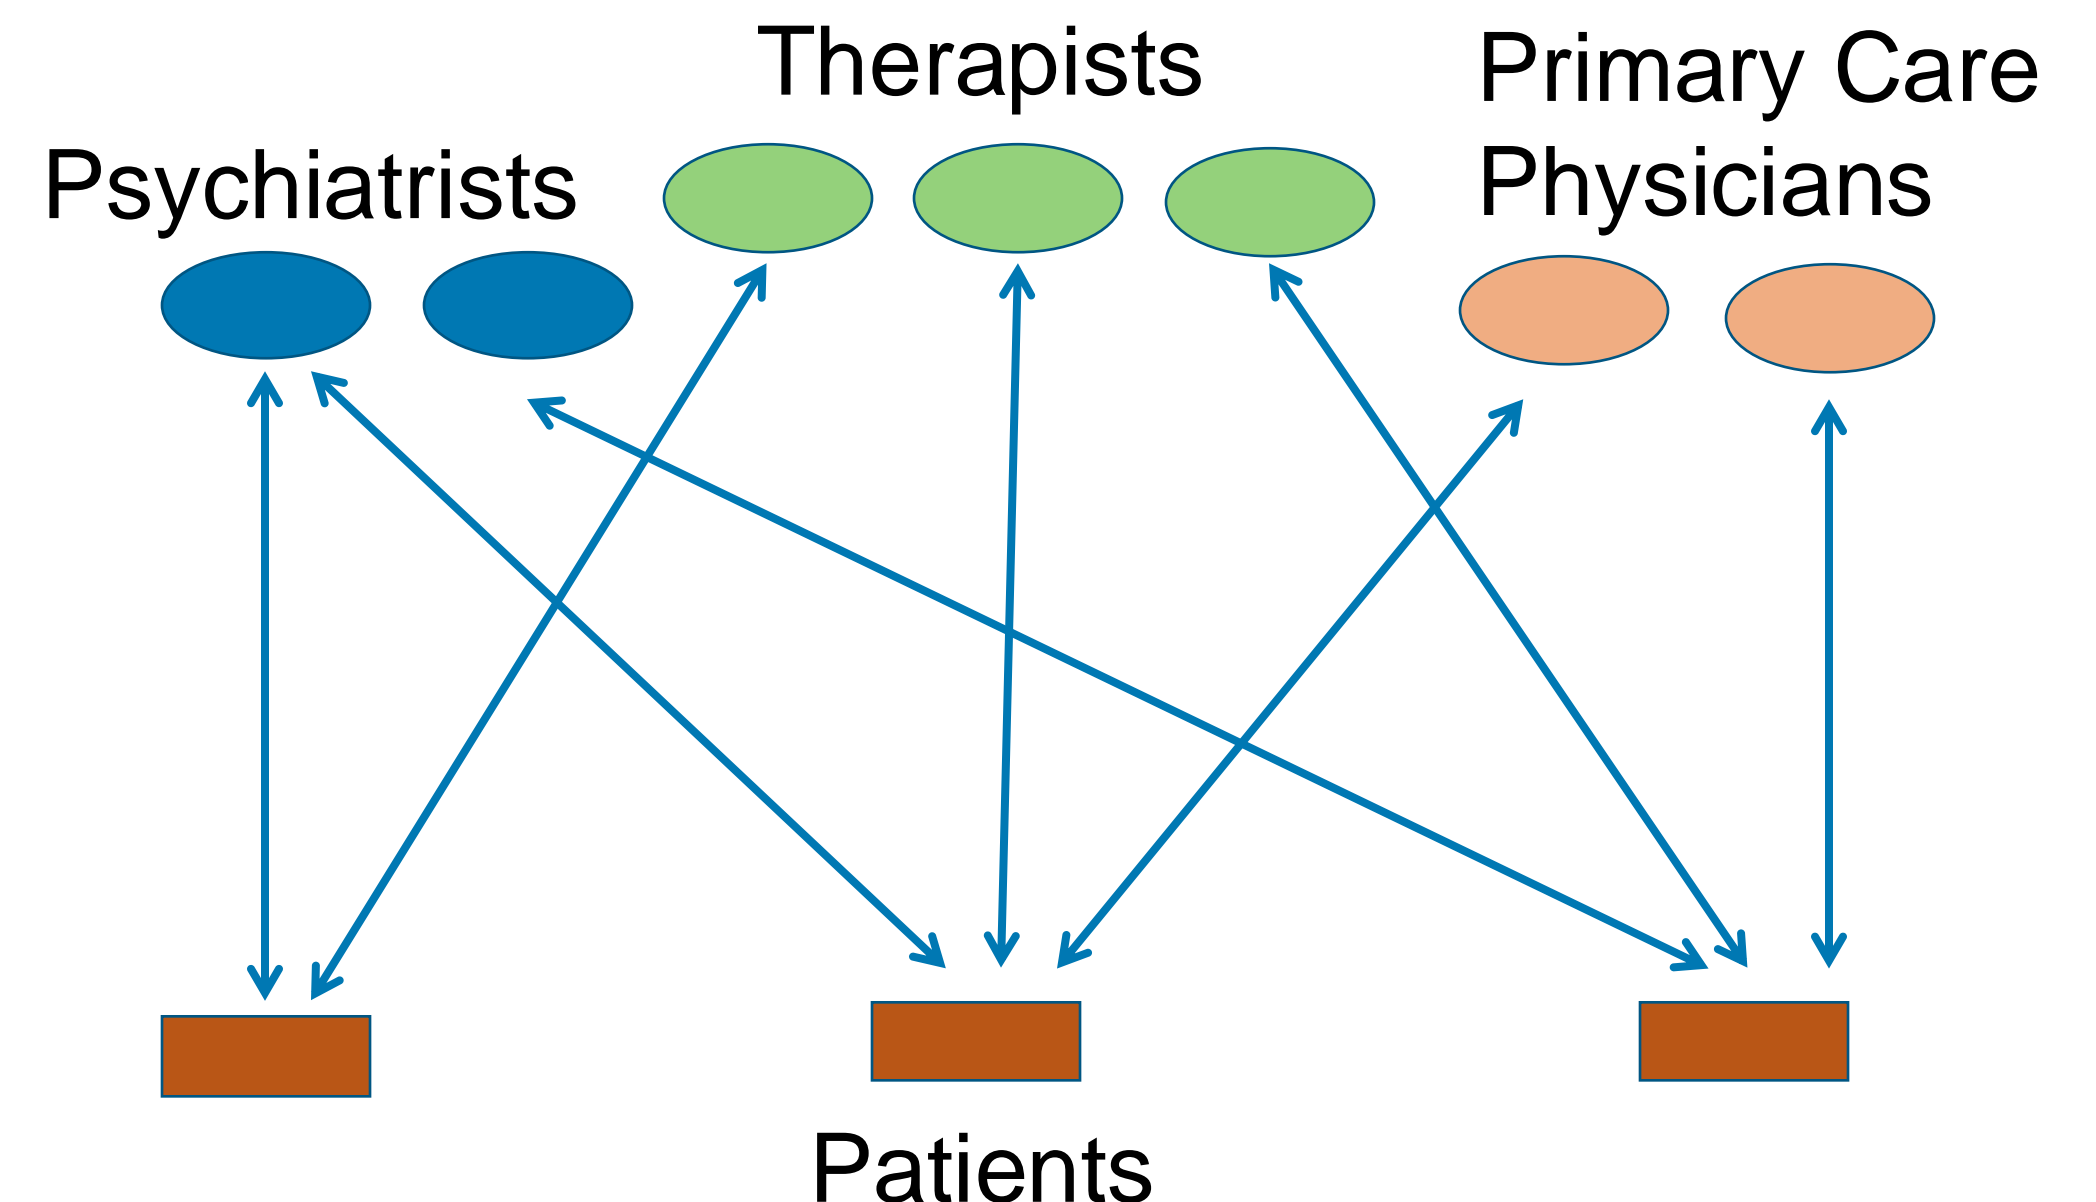 Psychiatrists
Therapists
Primary Care
Physicians
Patients